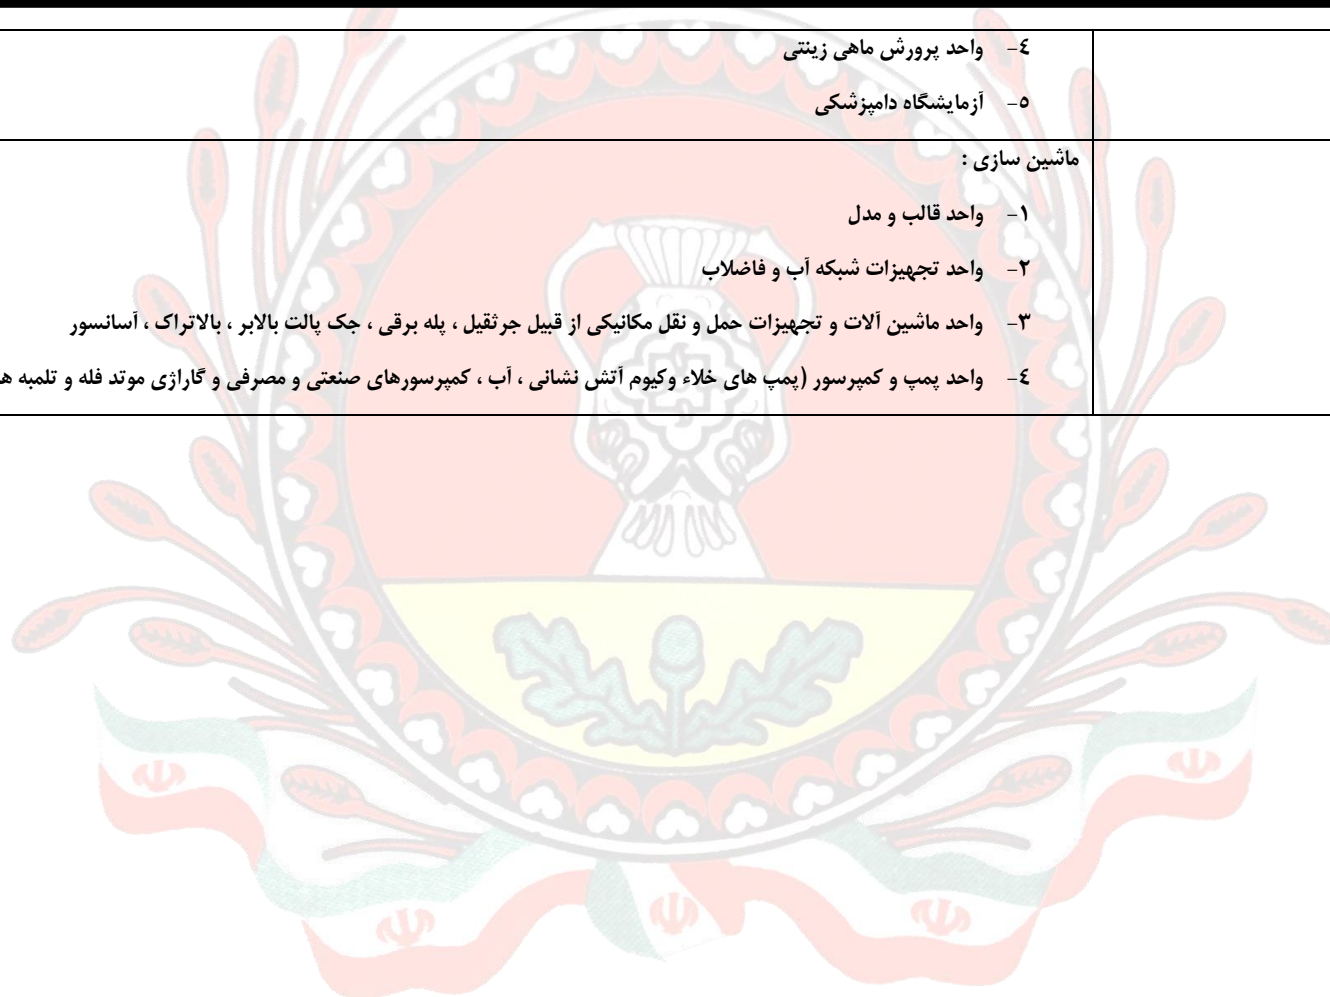 ٤- واحد پرورش ماهی زینتی
٥- آزمایشگاه دامپزشکی
ماشین سازی :
١- واحد قالب و مدل
٢- واحد تجهیزات شبکه آب و فاضلاب
٣- واحد ماشین آلات و تجهیزات حمل و نقل مکانیکی از قبیل جرثقیل ، پله برقی ، جک پالت بالابر ، بالاتراک ، آسانسور
٤- واحد پمپ و کمپرسور (پمپ های خلاء وکیوم آتش نشانی ، آب ، کمپرسورهای صنعتی و مصرفی و گاراژی موتد فله و تلمبه ه